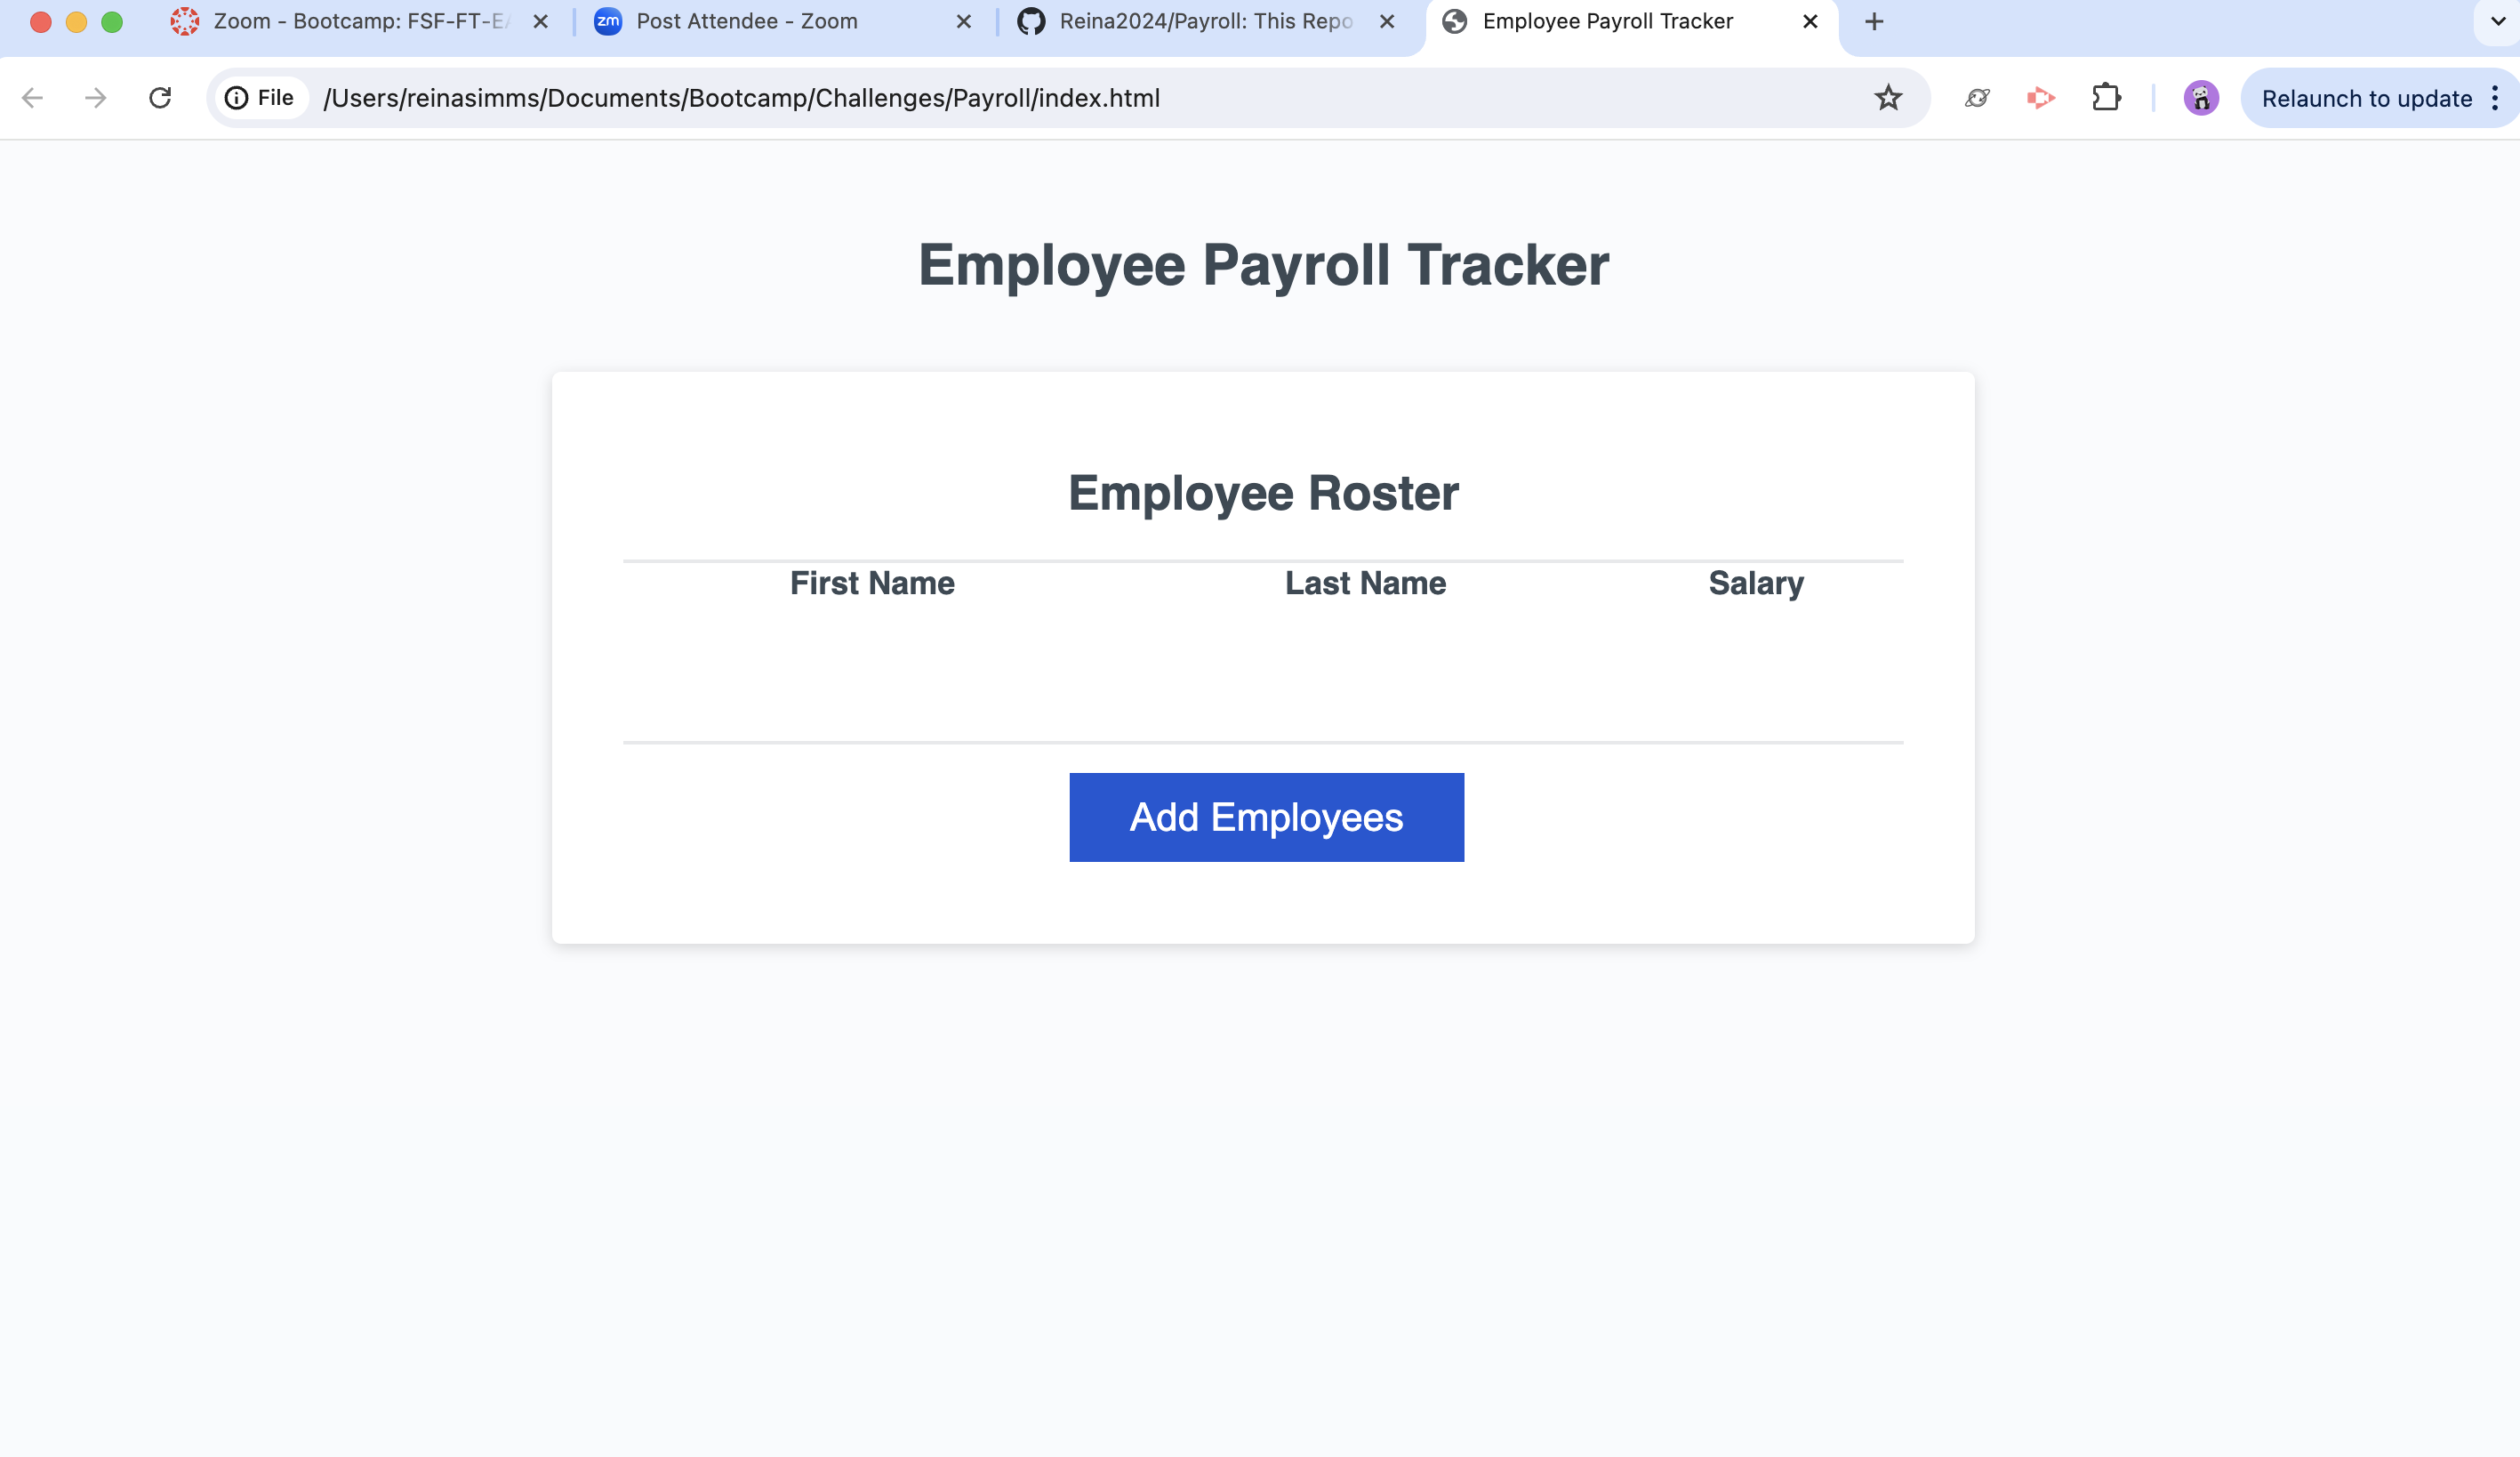 Zoom - Bootcamp: FSF-FT-EA
zm Post Attendee - Zoom
Reina2024/Payroll: This Repo
Employee Payroll Tracker
File /Users/reinasimms/Documents/Bootcamp/Challenges/Payroll/index.html
Relaunch to update
Employee Payroll Tracker
Employee Roster
First Name Last Name Salary
Add Employees